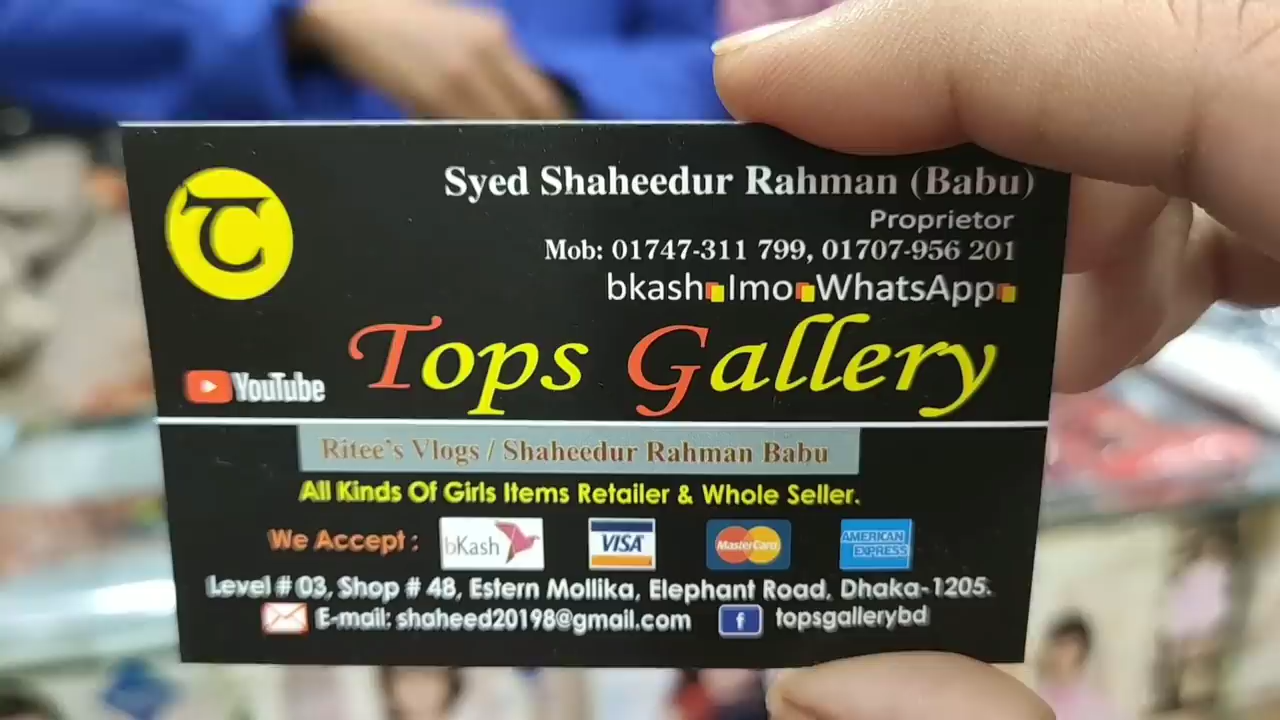 Syed Shaheedur Rahman (Babu)
Proprietor
Mob: 01747-311 799, 01707-956 201
bkash Imo WhatsApp
Tops Gallery
YouTube
Ritee's Vlogs / Shaheedur Rahman Babu
All Kinds Of Girls Items Retailer & Whole Seller.
We Accept : bKash VISA MasterCard AMERICAN EXPRESS
Level # 03, Shop # 48, Estern Mollika, Elephant Road, Dhaka-1205.
E-mail: shaheed20198@gmail.com f topsgallerybd